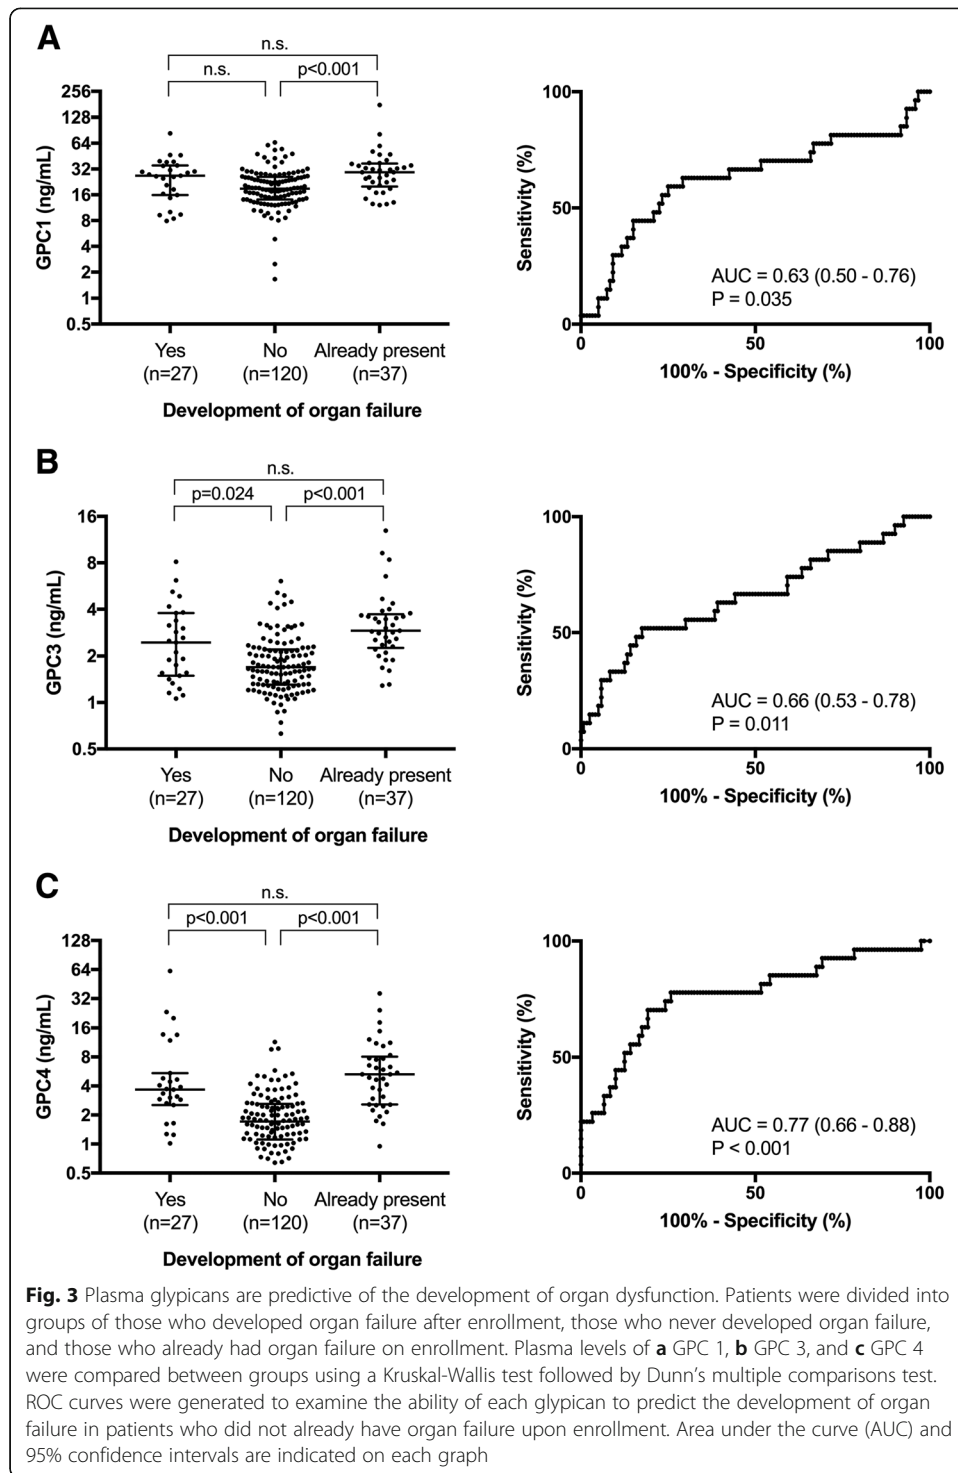 A
n.s.
n.s.
p<0.001
256
128
64
32
16
8
4
2
1
0.5
GPC1 (ng/mL)
Yes
(n=27)
No
(n=120)
Already present
(n=37)
Development of organ failure
100
50
0
Sensitivity (%)
AUC = 0.63 (0.50 - 0.76)
P = 0.035
0
50
100
100% - Specificity (%)
B
n.s.
p=0.024
p<0.001
16
8
4
2
1
0.5
GPC3 (ng/mL)
Yes
(n=27)
No
(n=120)
Already present
(n=37)
Development of organ failure
100
50
0
Sensitivity (%)
AUC = 0.66 (0.53 - 0.78)
P = 0.011
0
50
100
100% - Specificity (%)
C
n.s.
p<0.001
p<0.001
128
64
32
16
8
4
2
1
0.5
GPC4 (ng/mL)
Yes
(n=27)
No
(n=120)
Already present
(n=37)
Development of organ failure
100
50
0
Sensitivity (%)
AUC = 0.77 (0.66 - 0.88)
P < 0.001
0
50
100
100% - Specificity (%)
Fig. 3 Plasma glypicans are predictive of the development of organ dysfunction. Patients were divided into
groups of those who developed organ failure after enrollment, those who never developed organ failure,
and those who already had organ failure on enrollment. Plasma levels of a GPC 1, b GPC 3, and c GPC 4
were compared between groups using a Kruskal-Wallis test followed by Dunn's multiple comparisons test.
ROC curves were generated to examine the ability of each glypican to predict the development of organ
failure in patients who did not already have organ failure upon enrollment. Area under the curve (AUC) and
95% confidence intervals are indicated on each graph